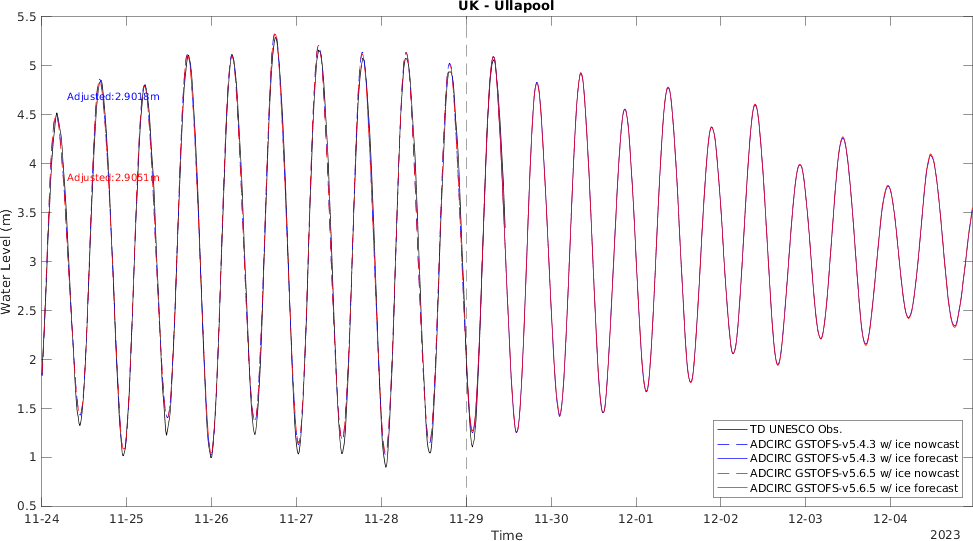 UK - Ullapool
5.5
5
4.5
4
3.5
3
2.5
2
1.5
1
0.5
Water Level (m)
Adjusted:2.9018m
Adjusted:2.9051m
TD UNESCO Obs.
ADCIRC GSTOFS-v5.4.3 w/ ice nowcast
ADCIRC GSTOFS-v5.4.3 w/ ice forecast
ADCIRC GSTOFS-v5.6.5 w/ ice nowcast
ADCIRC GSTOFS-v5.6.5 w/ ice forecast
11-24 11-25 11-26 11-27 11-28 11-29 11-30 12-01 12-02 12-03 12-04
Time
2023